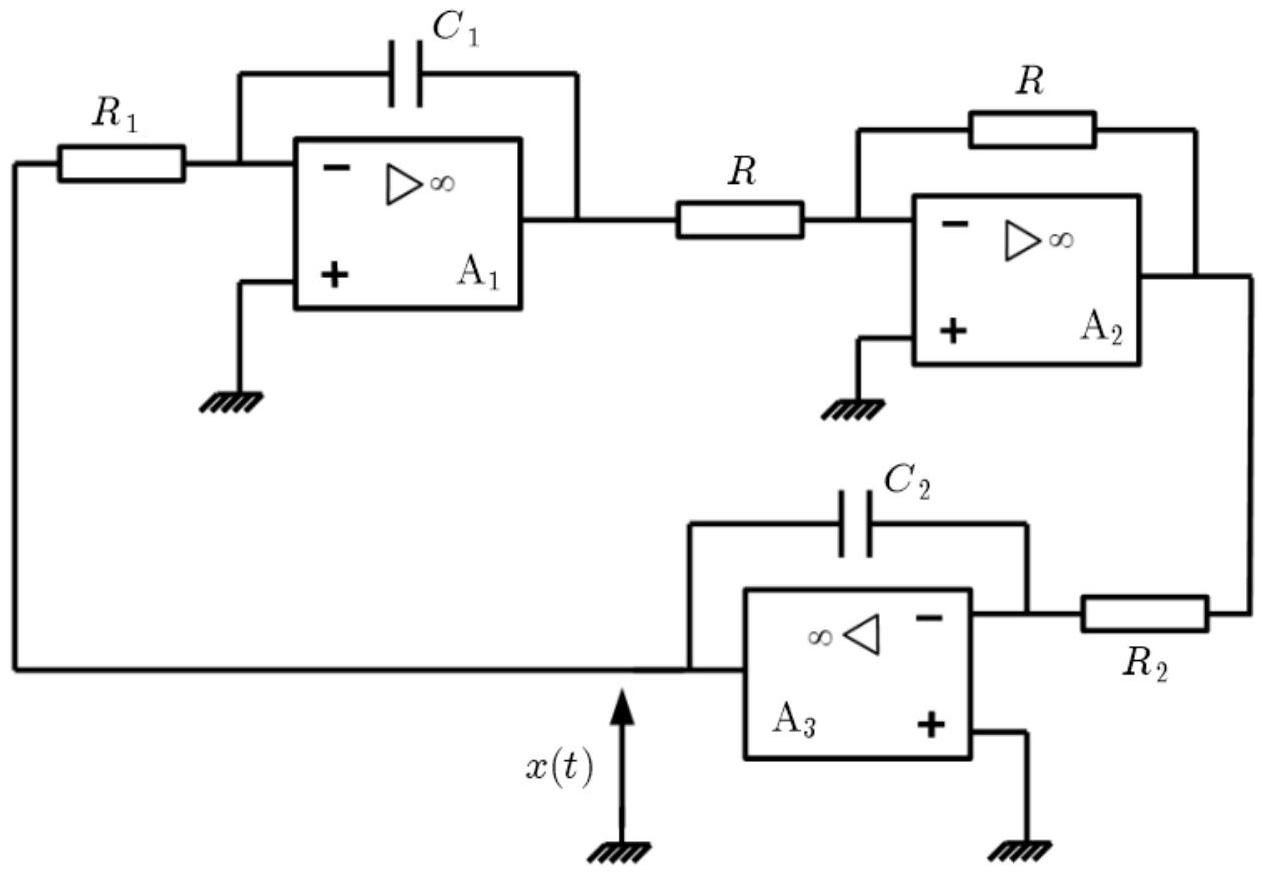 C₁
R₁
− ▷ ∞
+ A₁
R
R
− ▷ ∞
+ A₂
C₂
∞ ◁ −
A₃ +
R₂
x(t)